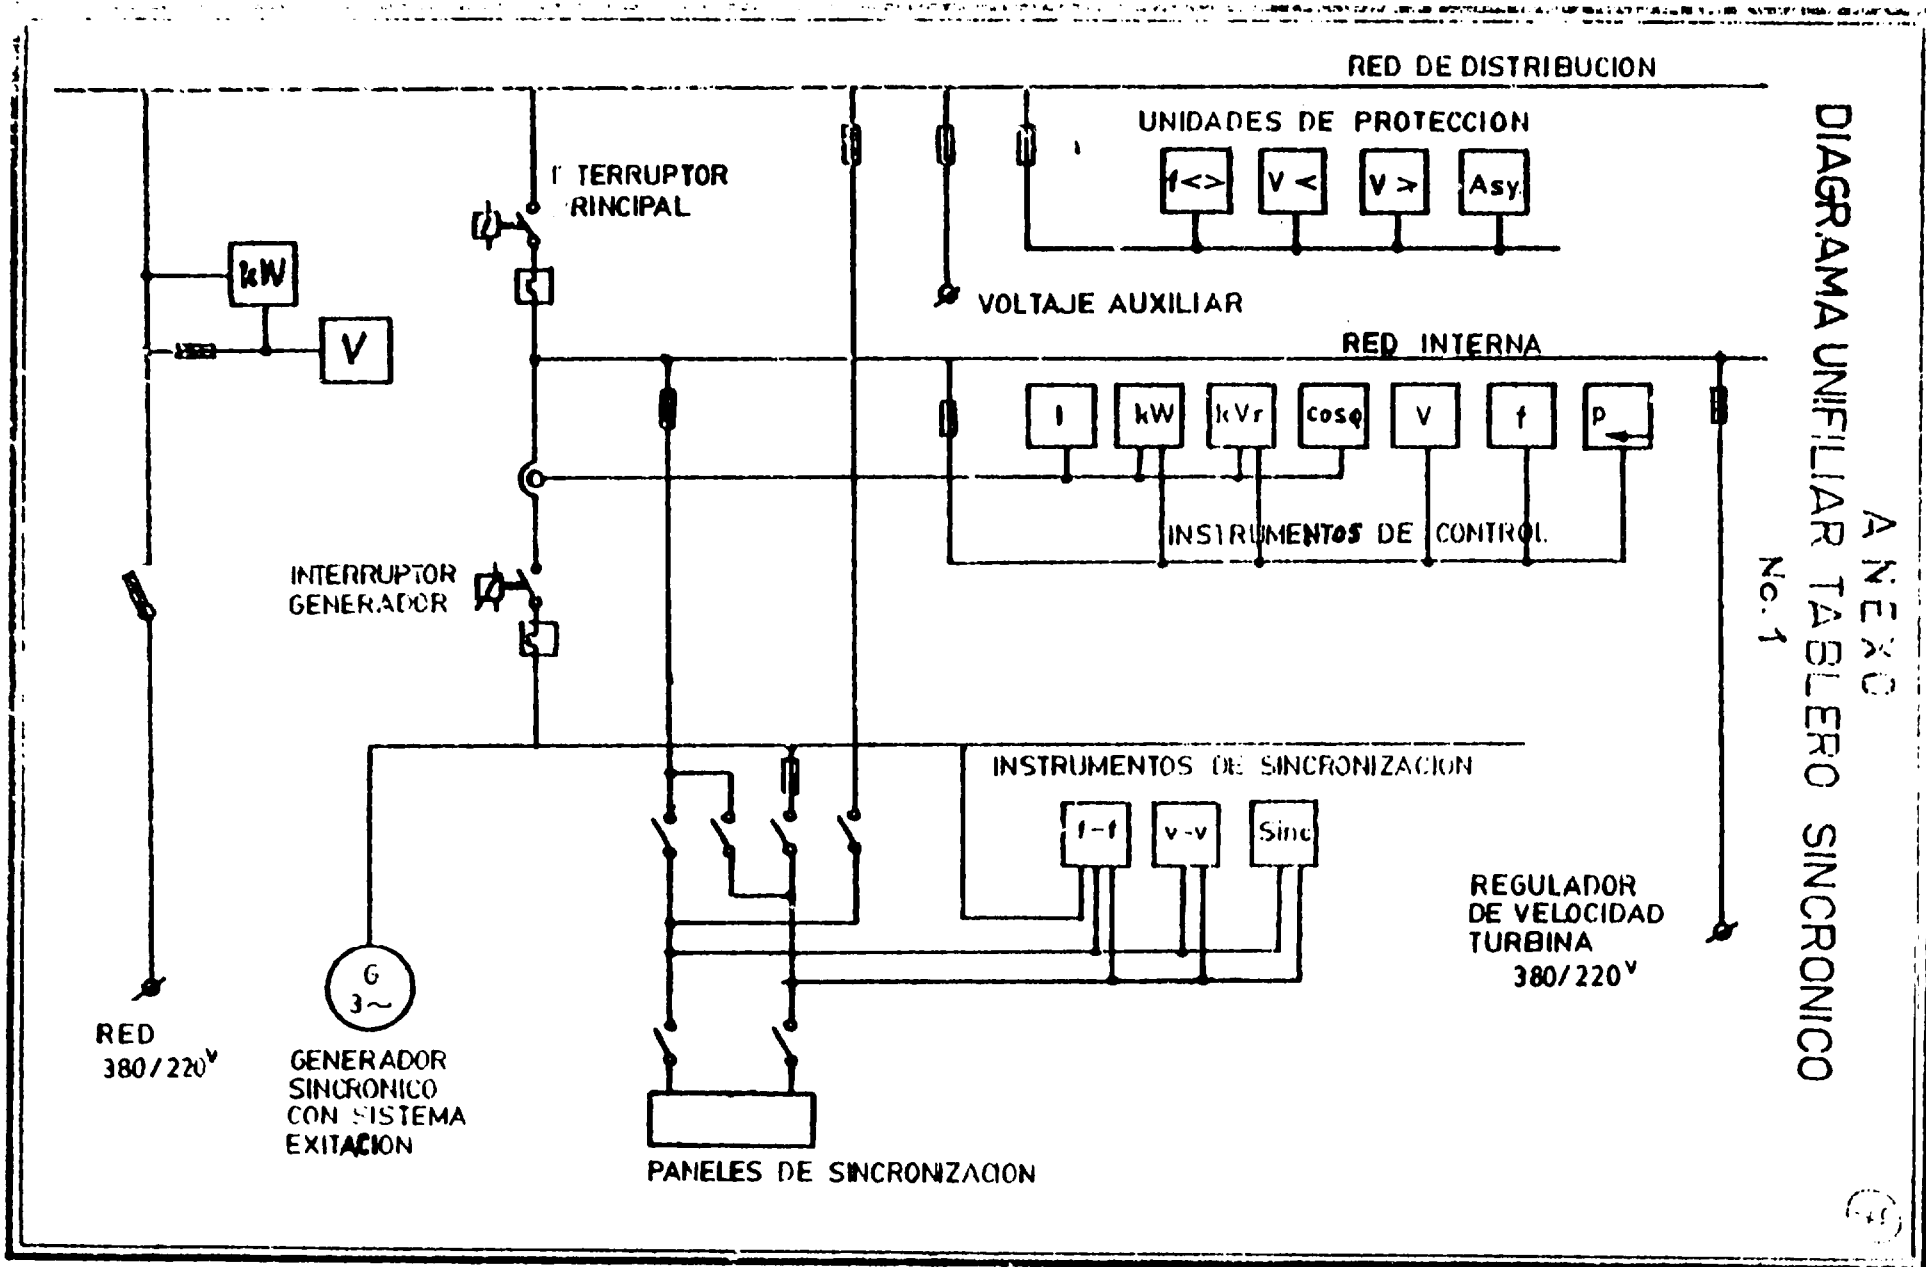 RED DE DISTRIBUCION
UNIDADES DE PROTECCION
f<> V < V > Asy.
I TERRUPTOR
RINCIPAL
kW
V
VOLTAJE AUXILIAR
RED INTERNA
I kW kVr cosφ V f P
INSTRUMENTOS DE CONTROL
INTERRUPTOR
GENERADOR
INSTRUMENTOS DE SINCRONIZACION
f-f v-v Sinc
REGULADOR
DE VELOCIDAD
TURBINA
380/220V
G
3~
RED
380/220V
GENERADOR
SINCRONICO
CON SISTEMA
EXITACION
PANELES DE SINCRONIZACION
ANEXO
DIAGRAMA UNIFILIAR TABLERO SINCRONICO
No. 1